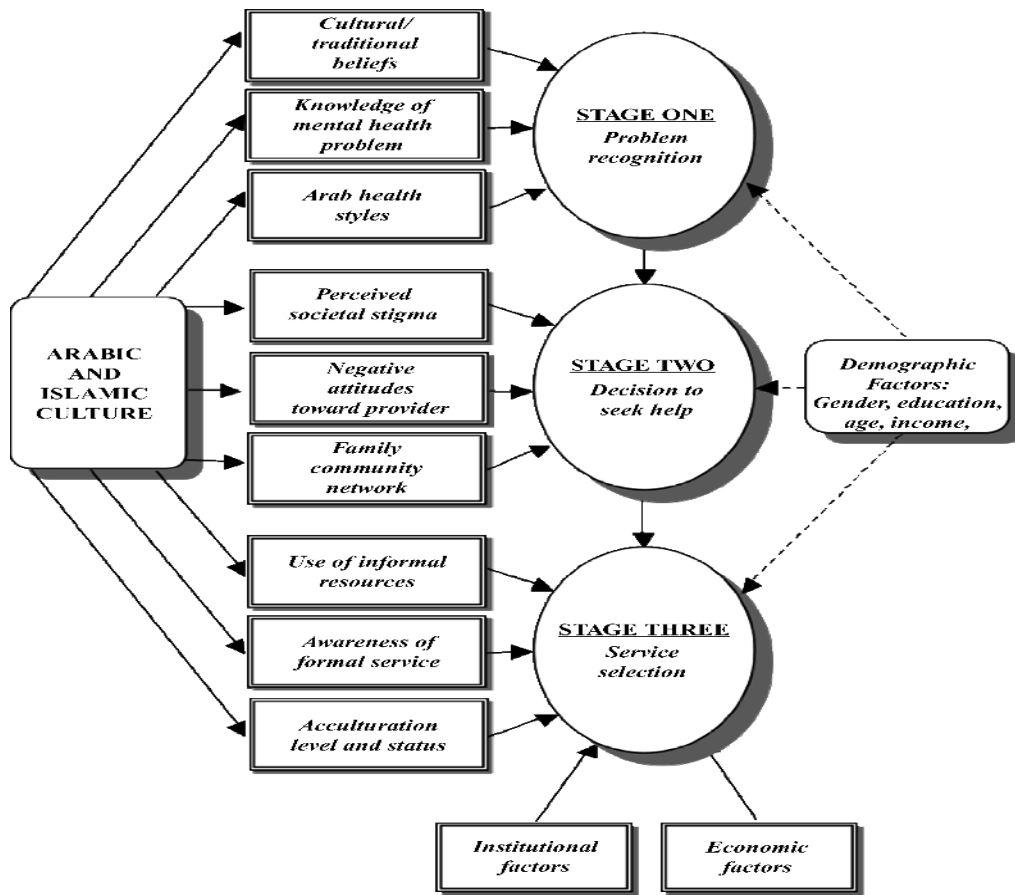 Cultural/
traditional
beliefs
Knowledge of
mental health
problem
Arab health
styles
STAGE ONE
Problem
recognition
ARABIC
AND
ISLAMIC
CULTURE
Perceived
societal stigma
Negative
attitudes
toward provider
Family
community
network
STAGE TWO
Decision to
seek help
Demographic
Factors:
Gender, education,
age, income,
Use of informal
resources
Awareness of
formal service
Acculturation
level and status
STAGE THREE
Service
selection
Institutional
factors
Economic
factors